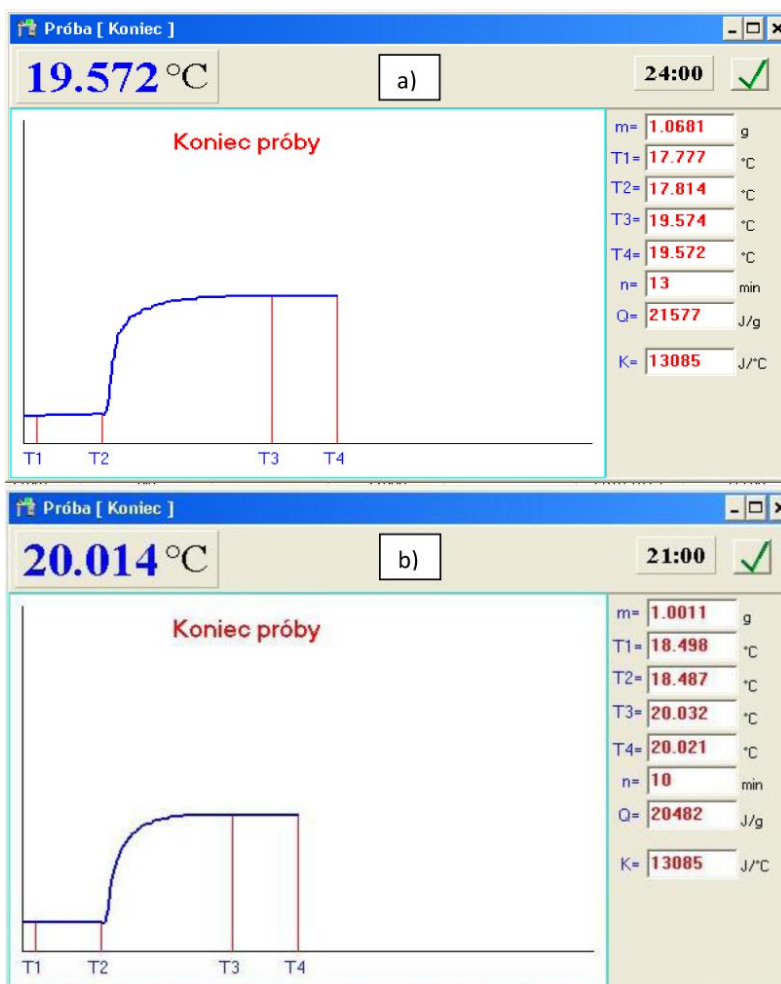 Próba [ Koniec ]
19.572 °C
a)
24:00
Koniec próby
m= 1.0681 g
T1= 17.777 °C
T2= 17.814 °C
T3= 19.574 °C
T4= 19.572 °C
n= 13 min
Q= 21577 J/g
K= 13085 J/°C
T1 T2 T3 T4
Próba [ Koniec ]
20.014 °C
b)
21:00
Koniec próby
m= 1.0011 g
T1= 18.498 °C
T2= 18.487 °C
T3= 20.032 °C
T4= 20.021 °C
n= 10 min
Q= 20482 J/g
K= 13085 J/°C
T1 T2 T3 T4